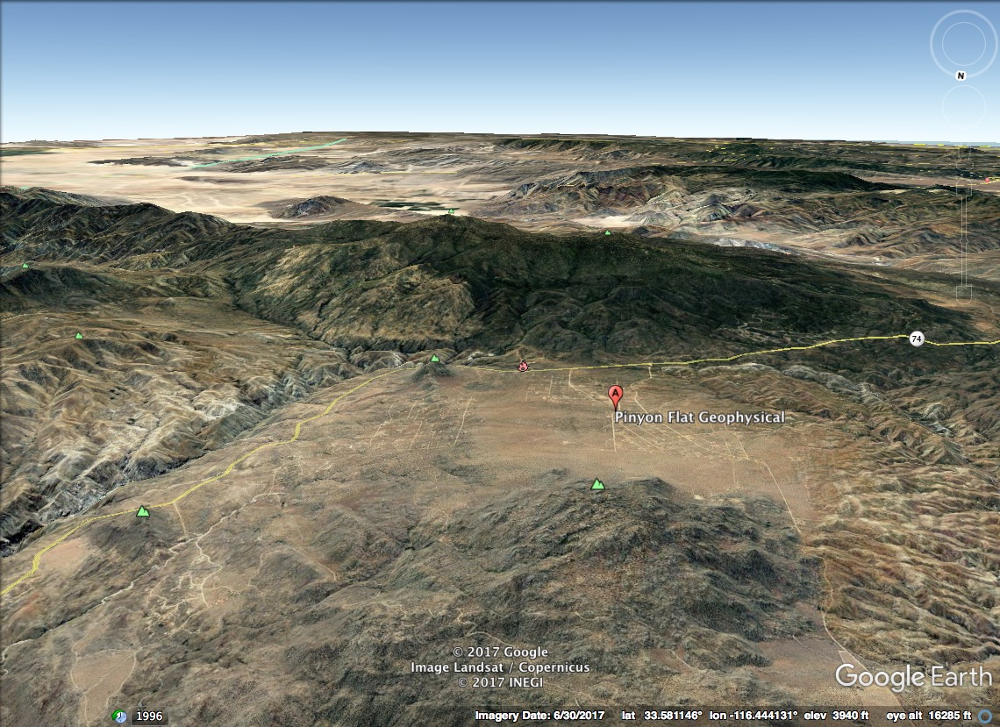 N
74
A
Pinyon Flat Geophysical
© 2017 Google
Image Landsat / Copernicus
© 2017 INEGI
Google Earth
1996
Imagery Date: 6/30/2017 lat 33.581146° lon -116.444131° elev 3940 ft eye alt 16285 ft